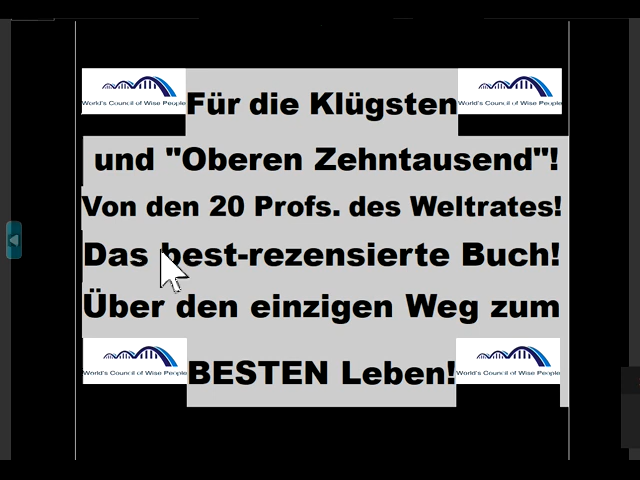 World's Council of Wise People
World's Council of Wise People
Für die Klügsten
und "Oberen Zehntausend"!
Von den 20 Profs. des Weltrates!
Das best-rezensierte Buch!
Über den einzigen Weg zum
World's Council of Wise People
World's Council of Wise People
BESTEN Leben!